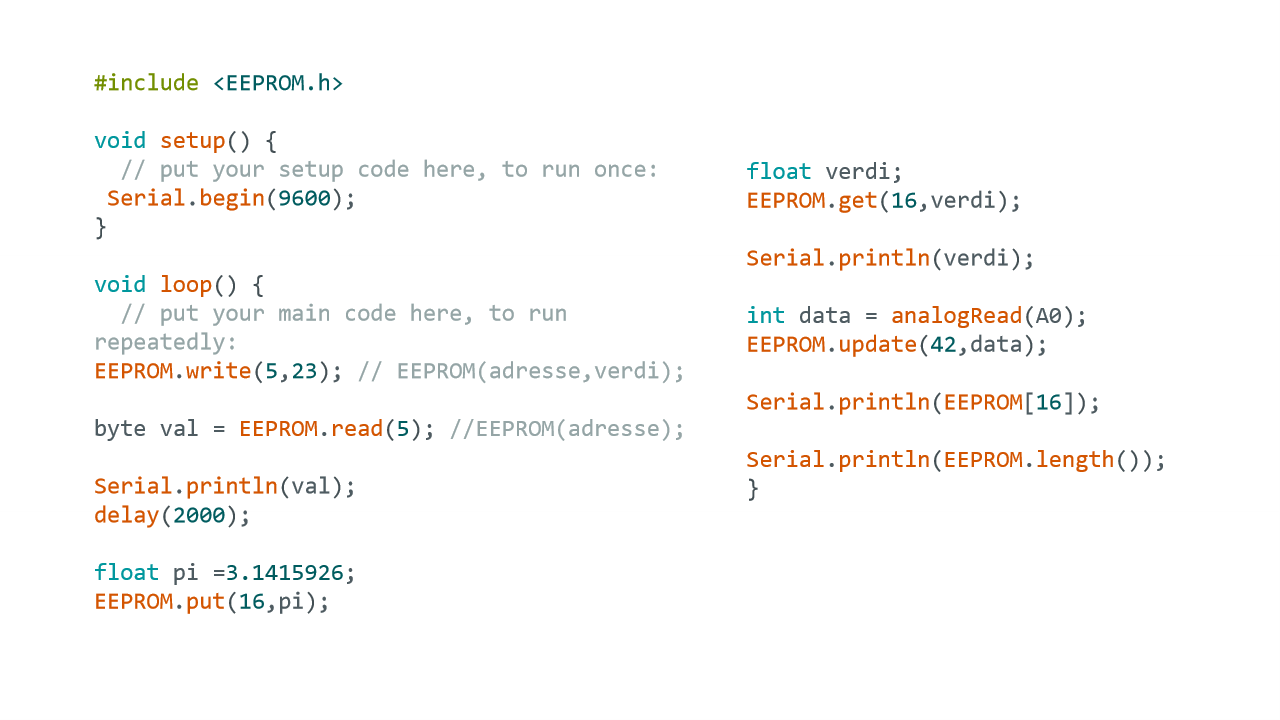 #include <EEPROM.h>

void setup() {
  // put your setup code here, to run once:
 Serial.begin(9600);
}

void loop() {
  // put your main code here, to run
repeatedly:
EEPROM.write(5,23); // EEPROM(adresse,verdi);

byte val = EEPROM.read(5); //EEPROM(adresse);

Serial.println(val);
delay(2000);

float pi =3.1415926;
EEPROM.put(16,pi);

float verdi;
EEPROM.get(16,verdi);

Serial.println(verdi);

int data = analogRead(A0);
EEPROM.update(42,data);

Serial.println(EEPROM[16]);

Serial.println(EEPROM.length());
}